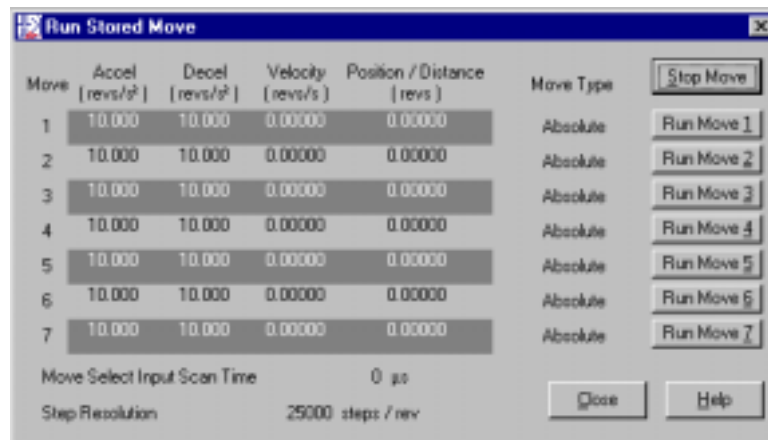 Run Stored Move
Move Accel (revs/s²) Decel (revs/s²) Velocity (revs/s) Position / Distance (revs) Move Type Stop Move
1 10.000 10.000 0.00000 0.00000 Absolute Run Move 1
2 10.000 10.000 0.00000 0.00000 Absolute Run Move 2
3 10.000 10.000 0.00000 0.00000 Absolute Run Move 3
4 10.000 10.000 0.00000 0.00000 Absolute Run Move 4
5 10.000 10.000 0.00000 0.00000 Absolute Run Move 5
6 10.000 10.000 0.00000 0.00000 Absolute Run Move 6
7 10.000 10.000 0.00000 0.00000 Absolute Run Move 7
Move Select Input Scan Time 0 µs
Step Resolution 25000 steps / rev
Close Help